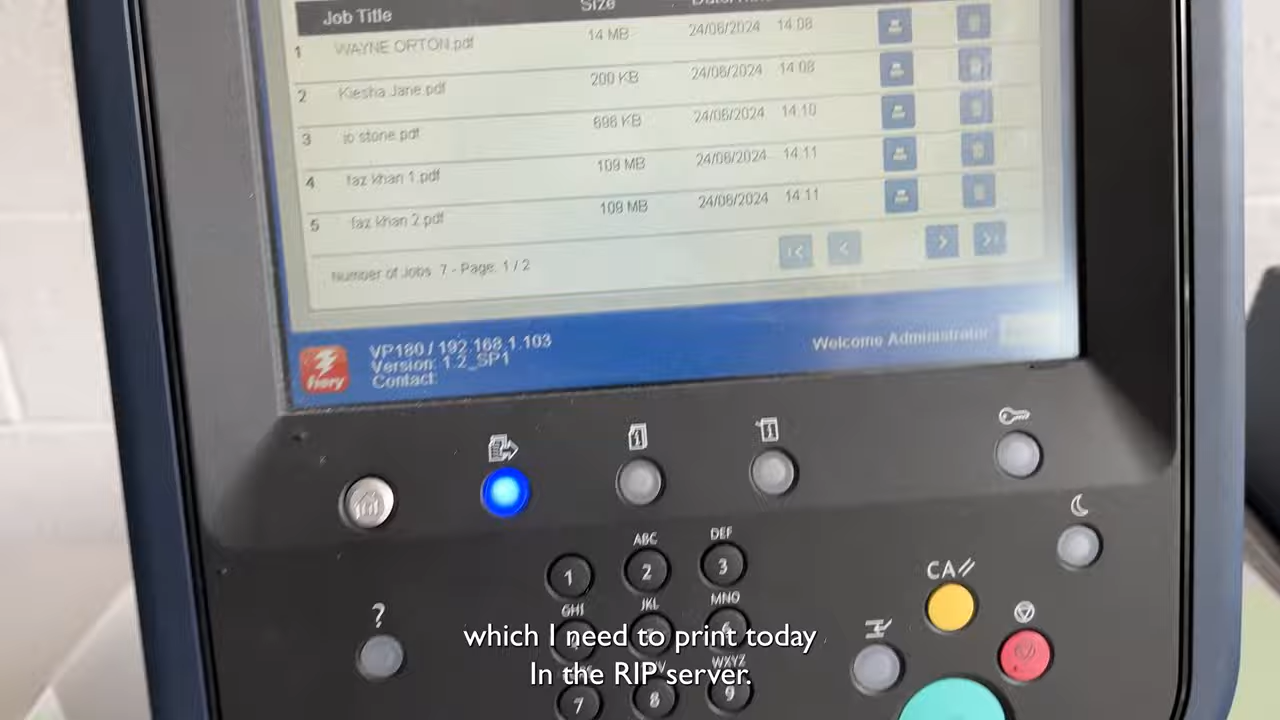 Job Title Size
1 WAYNE ORTON.pdf 14 MB 24/06/2024 14:08
2 Kiesha Jane.pdf 200 KB 24/06/2024 14:08
3 jo stone.pdf 698 KB 24/06/2024 14:10
4 faz khan 1.pdf 109 MB 24/06/2024 14:11
5 faz khan 2.pdf 109 MB 24/06/2024 14:11
Number of Jobs: 7 - Page: 1 / 2
VP180 / 192.168.1.103
Version: 1.2_SP1
Contact:
Welcome Administrator
fiery
ABC DEF
1 2 3
CA
GHI JKL MNO
?
which I need to print today
In the RIP server.
WXYZ
7 8 9